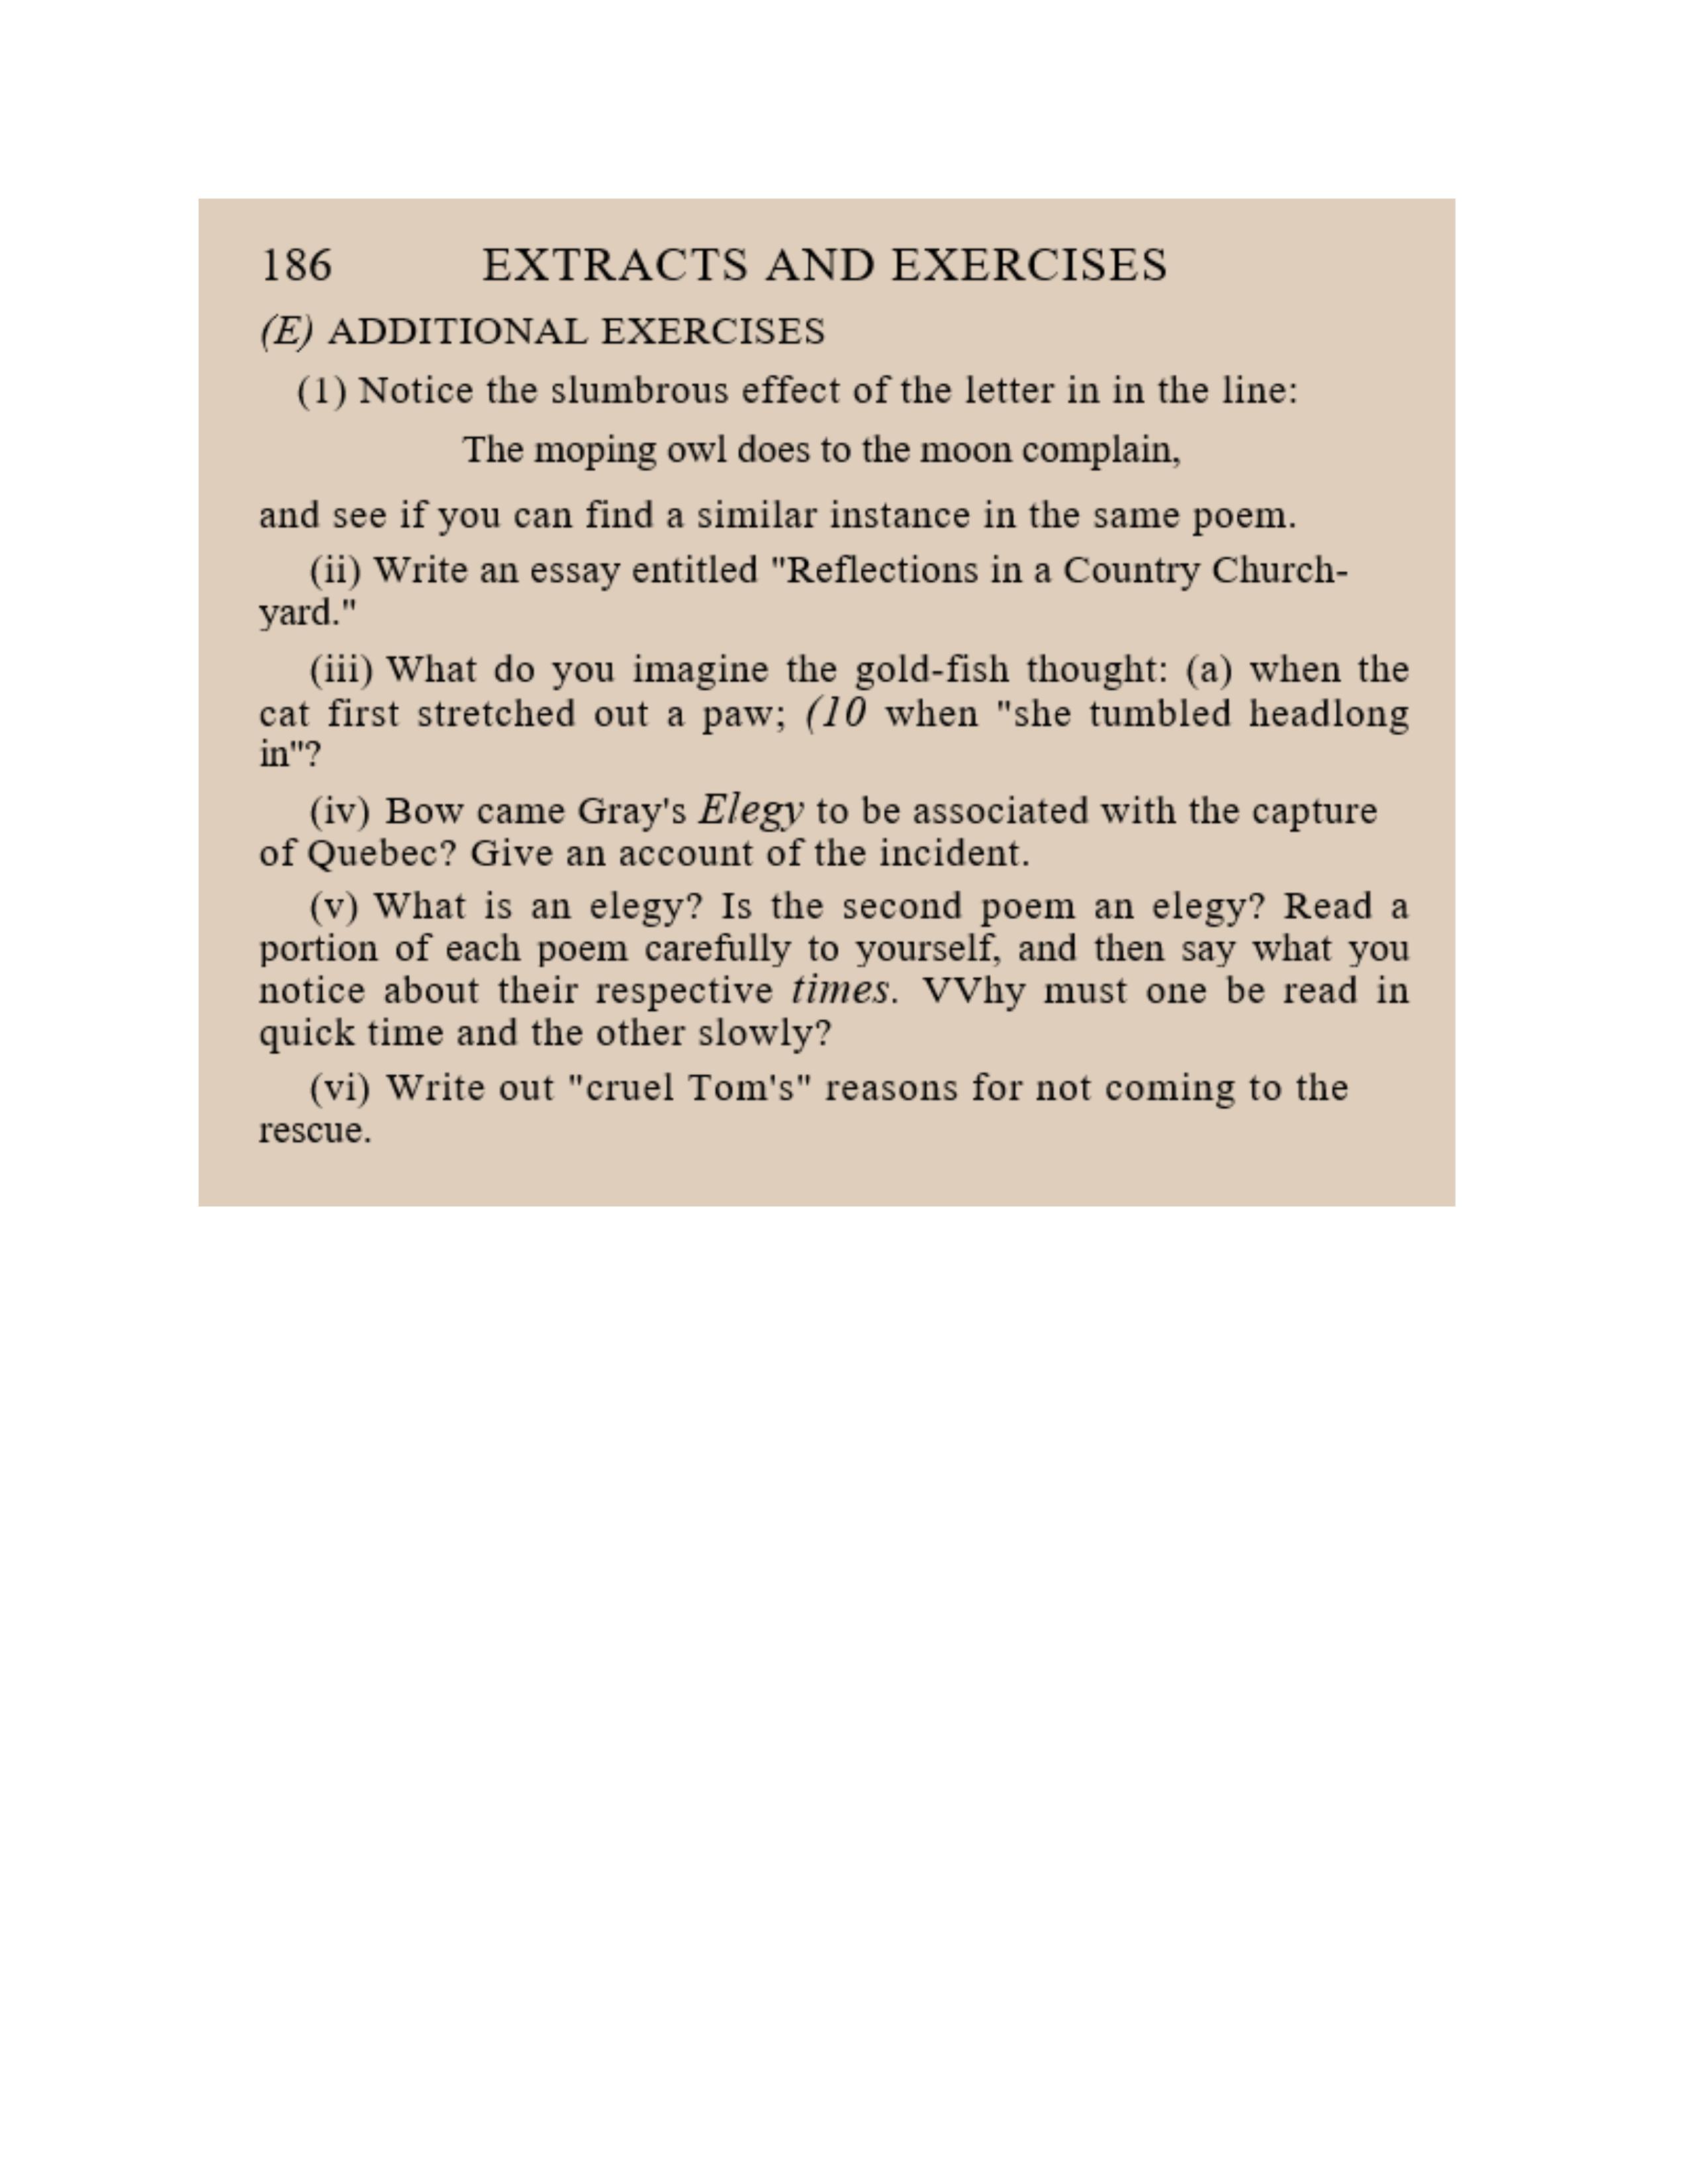 186 EXTRACTS AND EXERCISES
(E) ADDITIONAL EXERCISES
(1) Notice the slumbrous effect of the letter in in the line:
The moping owl does to the moon complain,
and see if you can find a similar instance in the same poem.
(ii) Write an essay entitled "Reflections in a Country Church-
yard."
(iii) What do you imagine the gold-fish thought: (a) when the
cat first stretched out a paw; (10 when "she tumbled headlong
in"?
(iv) Bow came Gray's Elegy to be associated with the capture
of Quebec? Give an account of the incident.
(v) What is an elegy? Is the second poem an elegy? Read a
portion of each poem carefully to yourself, and then say what you
notice about their respective times. VVhy must one be read in
quick time and the other slowly?
(vi) Write out "cruel Tom's" reasons for not coming to the
rescue.